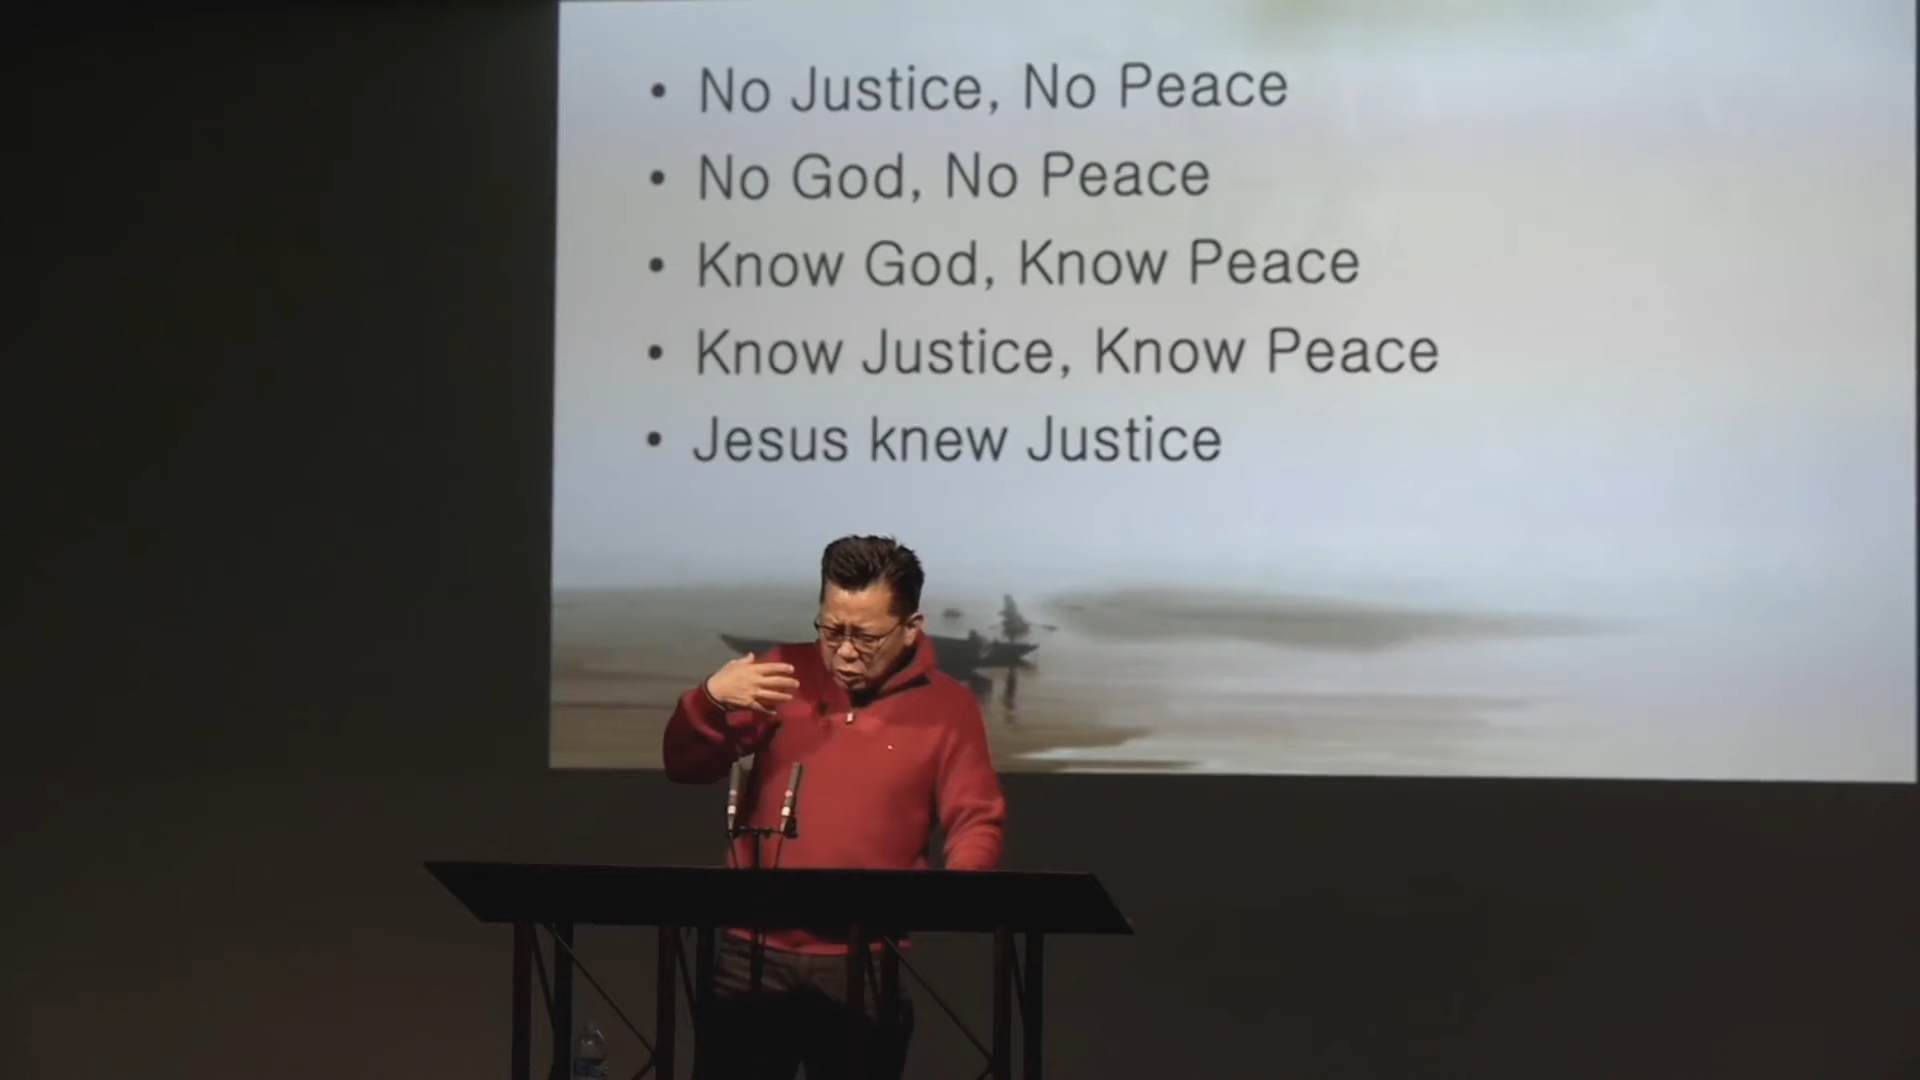 • No Justice, No Peace
• No God, No Peace
• Know God, Know Peace
• Know Justice, Know Peace
• Jesus knew Justice